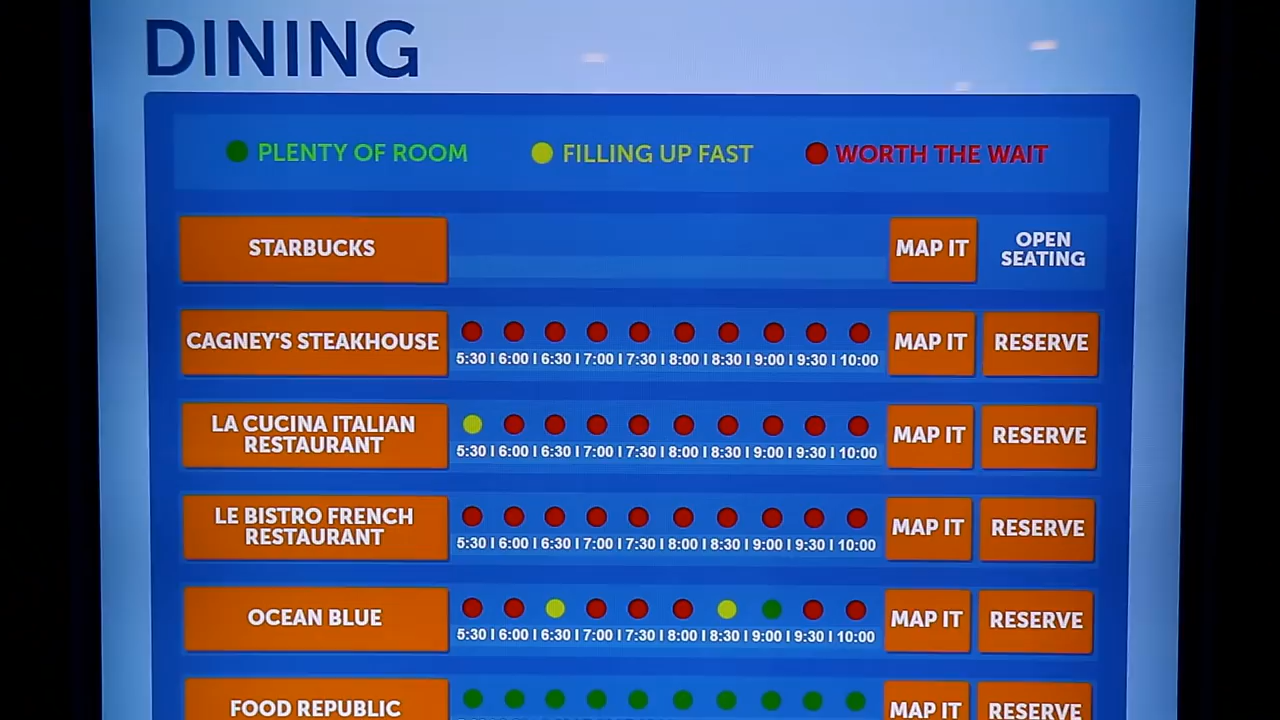 DINING
PLENTY OF ROOM FILLING UP FAST WORTH THE WAIT
STARBUCKS MAP IT OPEN SEATING
CAGNEY'S STEAKHOUSE
5:30 | 6:00 | 6:30 | 7:00 | 7:30 | 8:00 | 8:30 | 9:00 | 9:30 | 10:00
MAP IT RESERVE
LA CUCINA ITALIAN
RESTAURANT
5:30 | 6:00 | 6:30 | 7:00 | 7:30 | 8:00 | 8:30 | 9:00 | 9:30 | 10:00
MAP IT RESERVE
LE BISTRO FRENCH
RESTAURANT
5:30 | 6:00 | 6:30 | 7:00 | 7:30 | 8:00 | 8:30 | 9:00 | 9:30 | 10:00
MAP IT RESERVE
OCEAN BLUE
5:30 | 6:00 | 6:30 | 7:00 | 7:30 | 8:00 | 8:30 | 9:00 | 9:30 | 10:00
MAP IT RESERVE
FOOD REPUBLIC MAP IT RESERVE